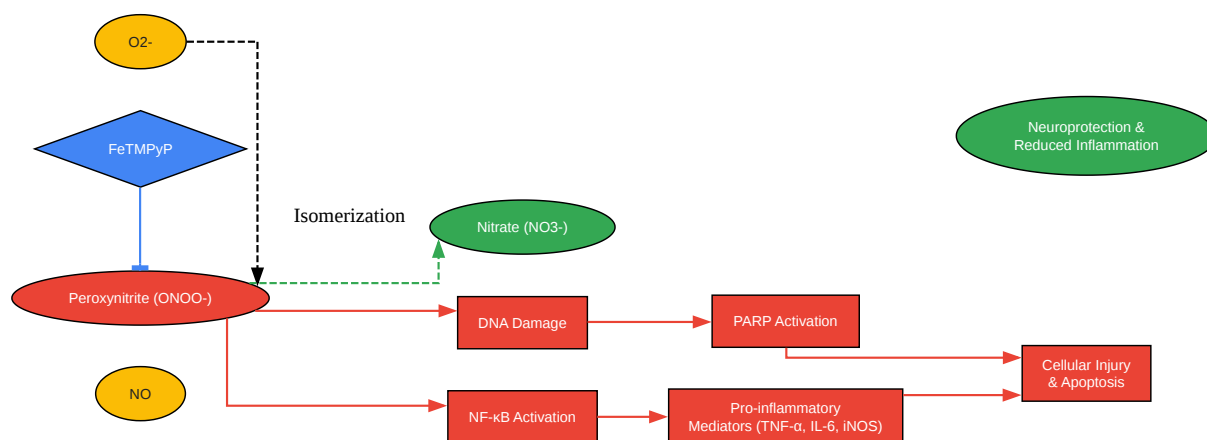 O2-
FeTMPyP
Neuroprotection &
Reduced Inflammation
Isomerization
Nitrate (NO3-)
Peroxynitrite (ONOO-)
DNA Damage
PARP Activation
Cellular Injury
& Apoptosis
NO
NF-κB Activation
Pro-inflammatory
Mediators (TNF-α, IL-6, iNOS)